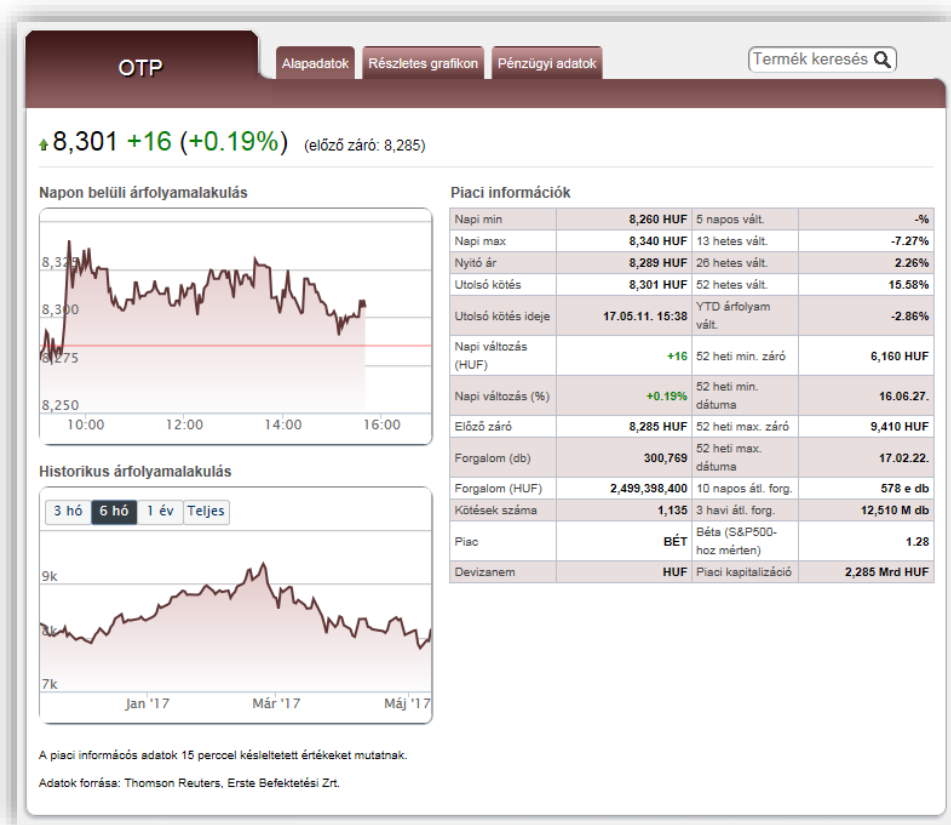 OTP
Alapadatok
Részletes grafikon
Pénzügyi adatok
Termék keresés
8,301 +16 (+0.19%) (előző záró: 8,285)
Napon belüli árfolyamalakulás
8,325
8,300
8,275
8,250
10:00 12:00 14:00 16:00
Historikus árfolyamalakulás
3 hó 6 hó 1 év Teljes
9k
8k
7k
Jan '17 Már '17 Máj '17
Piaci információk
Napi min 8,260 HUF 5 napos vált. -%
Napi max 8,340 HUF 13 hetes vált. -7.27%
Nyitó ár 8,289 HUF 26 hetes vált. 2.26%
Utolsó kötés 8,301 HUF 52 hetes vált. 15.58%
Utolsó kötés ideje 17.05.11. 15:38 YTD árfolyam
vált. -2.86%
Napi változás
(HUF) +16 52 heti min. záró 6,160 HUF
Napi változás (%) +0.19% 52 heti min.
dátuma 16.06.27.
Előző záró 8,285 HUF 52 heti max. záró 9,410 HUF
Forgalom (db) 300,769 52 heti max.
dátuma 17.02.22.
Forgalom (HUF) 2,499,398,400 10 napos átl. forg. 578 e db
Kötések száma 1,135 3 havi átl. forg. 12,510 M db
Piac BÉT Béta (S&P500-
hoz mérten) 1.28
Devizanem HUF Piaci kapitalizáció 2,285 Mrd HUF
A piaci informácós adatok 15 perccel késleltetett értékeket mutatnak.
Adatok forrása: Thomson Reuters, Erste Befektetési Zrt.